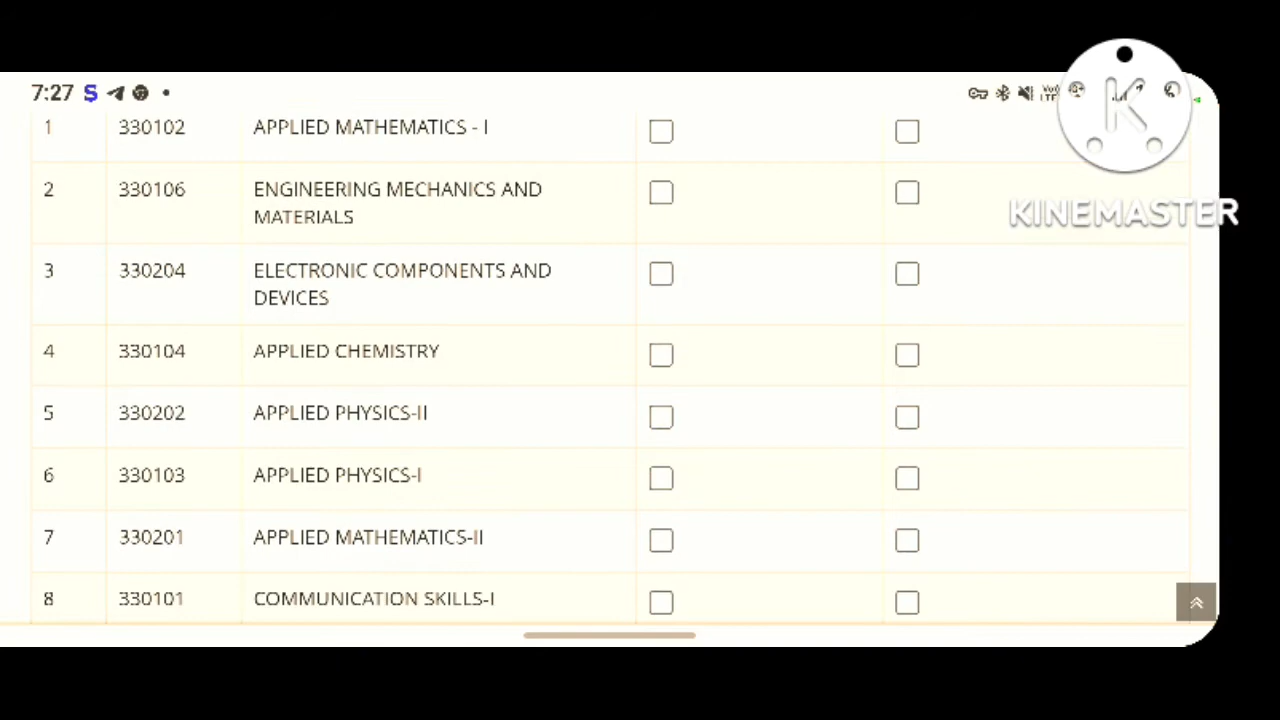 7:27
1 330102 APPLIED MATHEMATICS - I
2 330106 ENGINEERING MECHANICS AND
MATERIALS
3 330204 ELECTRONIC COMPONENTS AND
DEVICES
4 330104 APPLIED CHEMISTRY
5 330202 APPLIED PHYSICS-II
6 330103 APPLIED PHYSICS-I
7 330201 APPLIED MATHEMATICS-II
8 330101 COMMUNICATION SKILLS-I
K
KINEMASTER